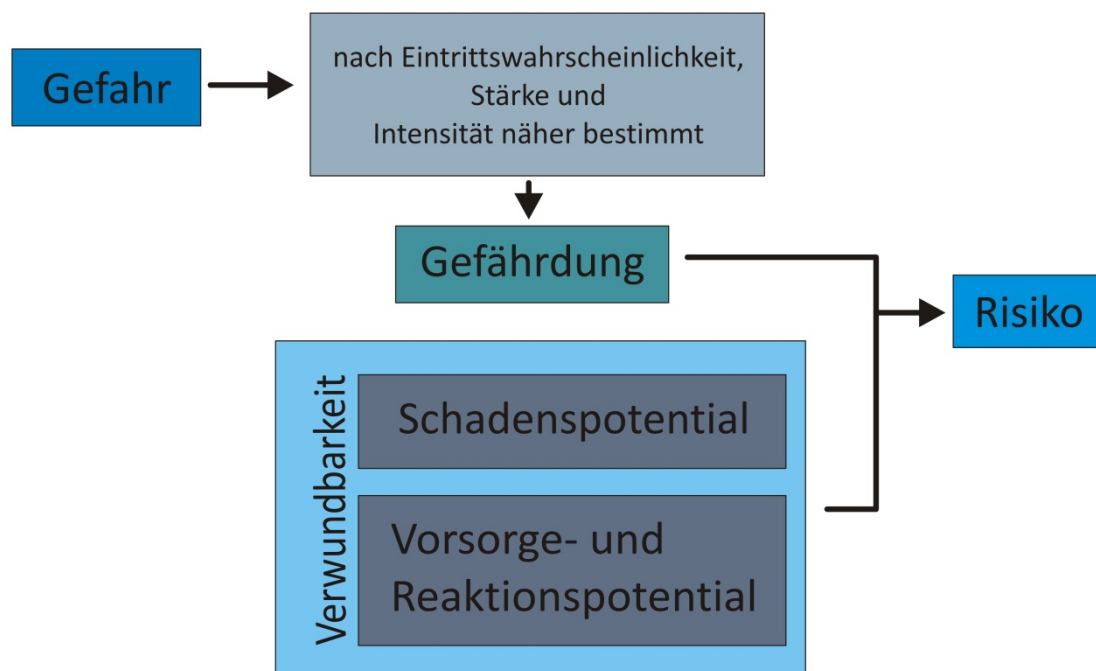 Gefahr
nach Eintrittswahrscheinlichkeit,
Stärke und
Intensität näher bestimmt
Gefährdung
Risiko
Verwundbarkeit
Schadenspotential
Vorsorge- und
Reaktionspotential